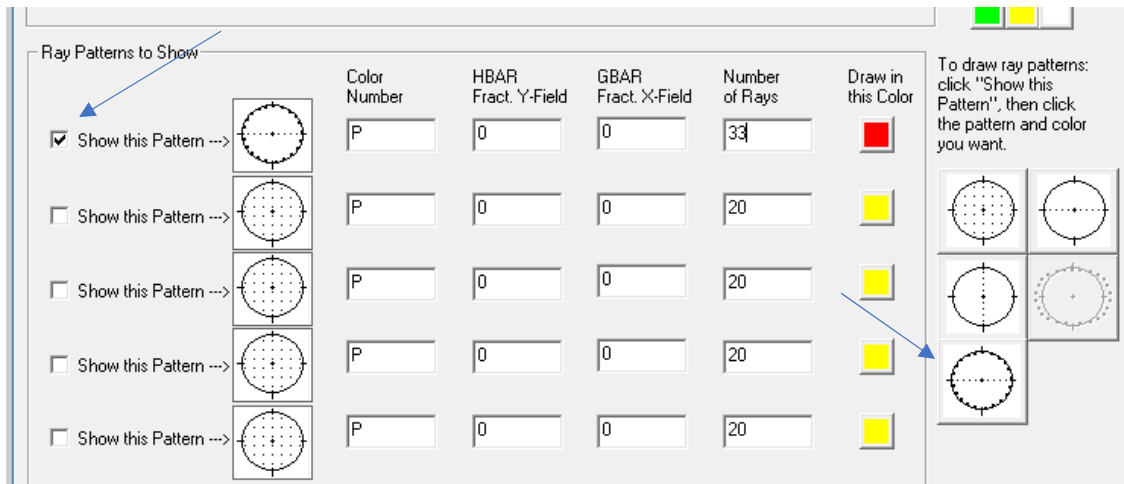 Ray Patterns to Show
Color Number
HBAR Fract. Y-Field
GBAR Fract. X-Field
Number of Rays
Draw in this Color
Show this Pattern ---> P 0 0 33
Show this Pattern ---> P 0 0 20
Show this Pattern ---> P 0 0 20
Show this Pattern ---> P 0 0 20
Show this Pattern ---> P 0 0 20
To draw ray patterns:
click "Show this
Pattern", then click
the pattern and color
you want.